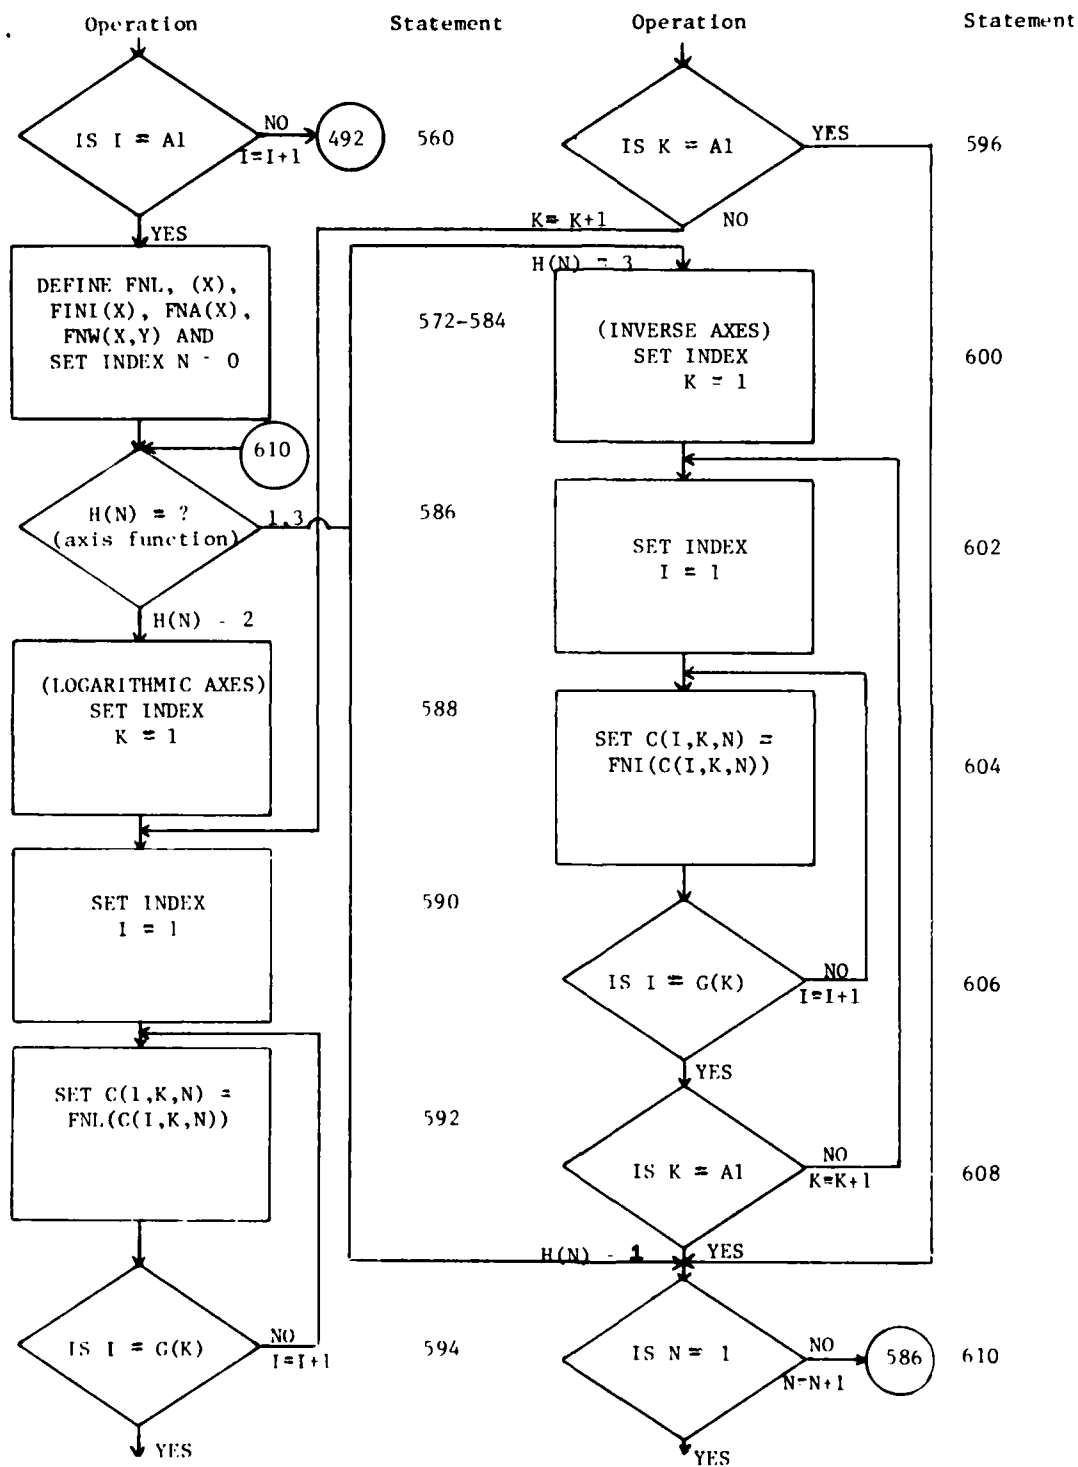 Operation
Statement
Operation
Statement
IS I = A1
NO
I=I+1
492
560
YES
DEFINE FNL, (X),
FINI(X), FNA(X),
FNW(X,Y) AND
SET INDEX N - 0
572-584
610
H(N) = ?
(axis function)
1,3
586
H(N) - 2
(LOGARITHMIC AXES)
SET INDEX
K = 1
588
SET INDEX
I = 1
590
SET C(I,K,N) =
FNL(C(I,K,N))
592
IS I = G(K)
NO
I=I+1
594
YES
IS K = A1
YES
596
NO
K= K+1
H(N) = 3
(INVERSE AXES)
SET INDEX
K = 1
600
SET INDEX
I = 1
602
SET C(I,K,N) =
FNI(C(I,K,N))
604
IS I = G(K)
NO
I=I+1
606
YES
IS K = A1
NO
K=K+1
608
H(N) - 1
YES
IS N = 1
NO
N=N+1
586
610
YES